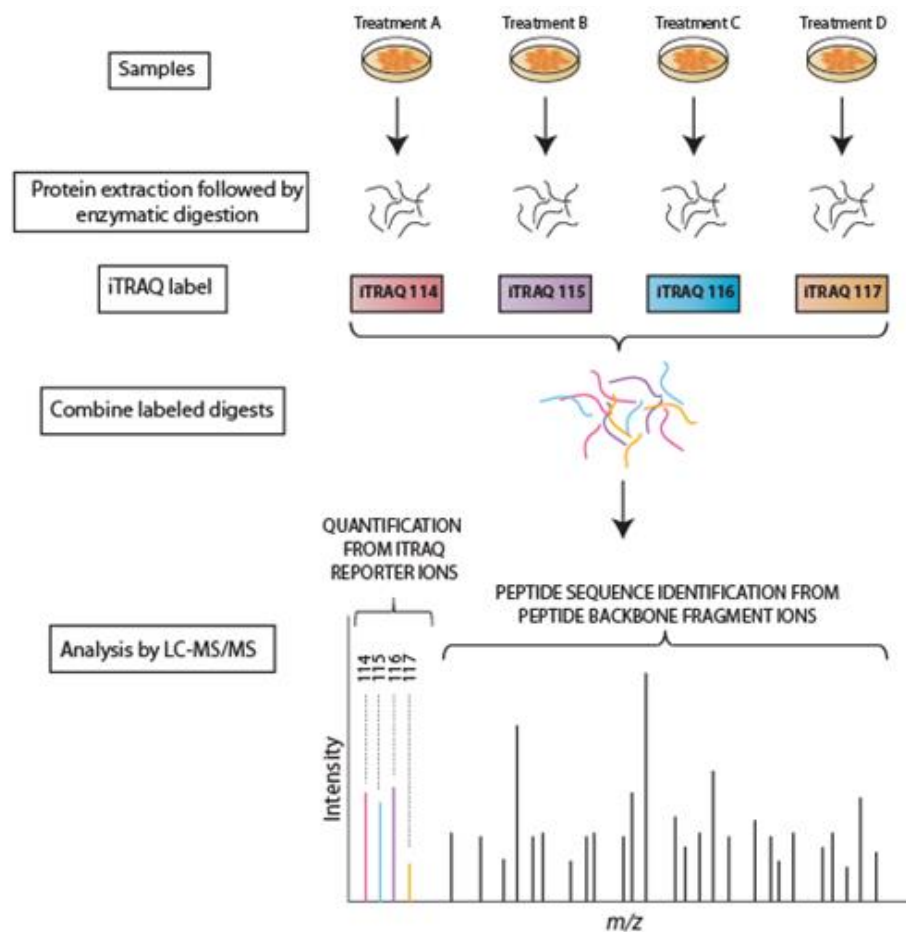 Treatment A
Treatment B
Treatment C
Treatment D
Samples
Protein extraction followed by
enzymatic digestion
iTRAQ label
iTRAQ 114
iTRAQ 115
iTRAQ 116
iTRAQ 117
Combine labeled digests
QUANTIFICATION
FROM ITRAQ
REPORTER IONS
PEPTIDE SEQUENCE IDENTIFICATION FROM
PEPTIDE BACKBONE FRAGMENT IONS
Analysis by LC-MS/MS
114
115
116
117
Intensity
m/z